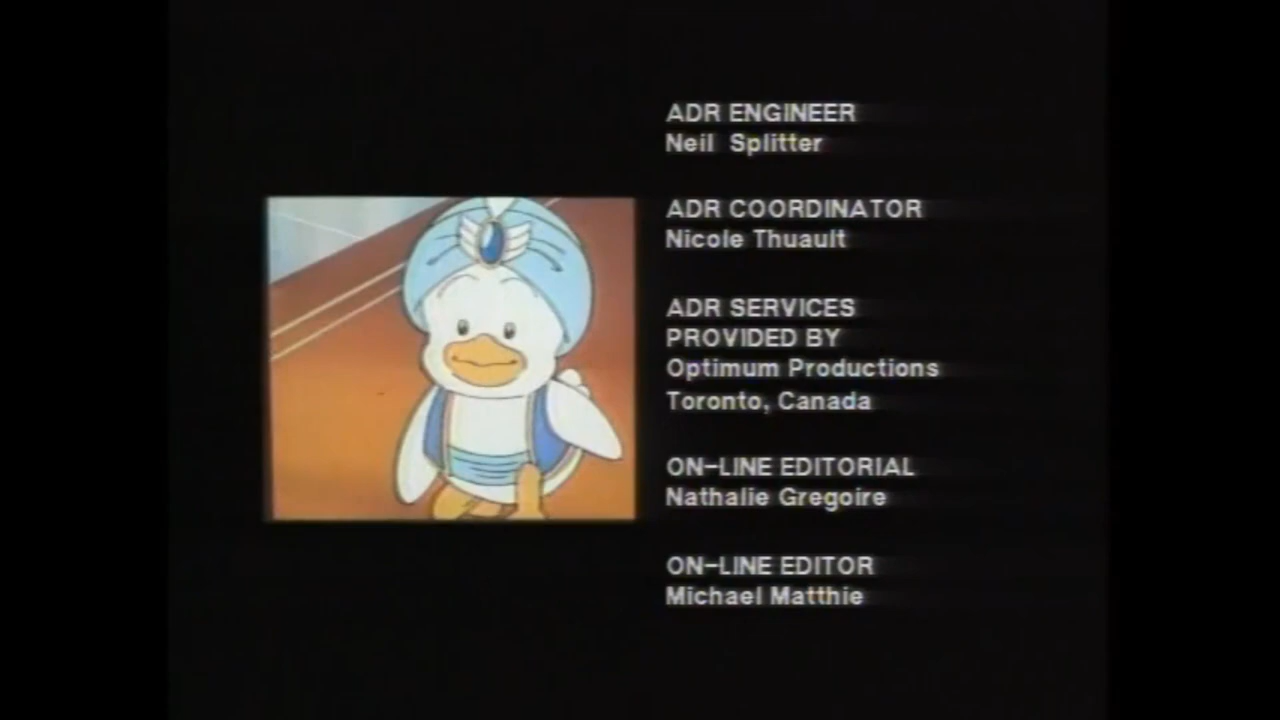 ADR ENGINEER
Neil Splitter
ADR COORDINATOR
Nicole Thuault
ADR SERVICES
PROVIDED BY
Optimum Productions
Toronto, Canada
ON-LINE EDITORIAL
Nathalie Gregoire
ON-LINE EDITOR
Michael Matthie